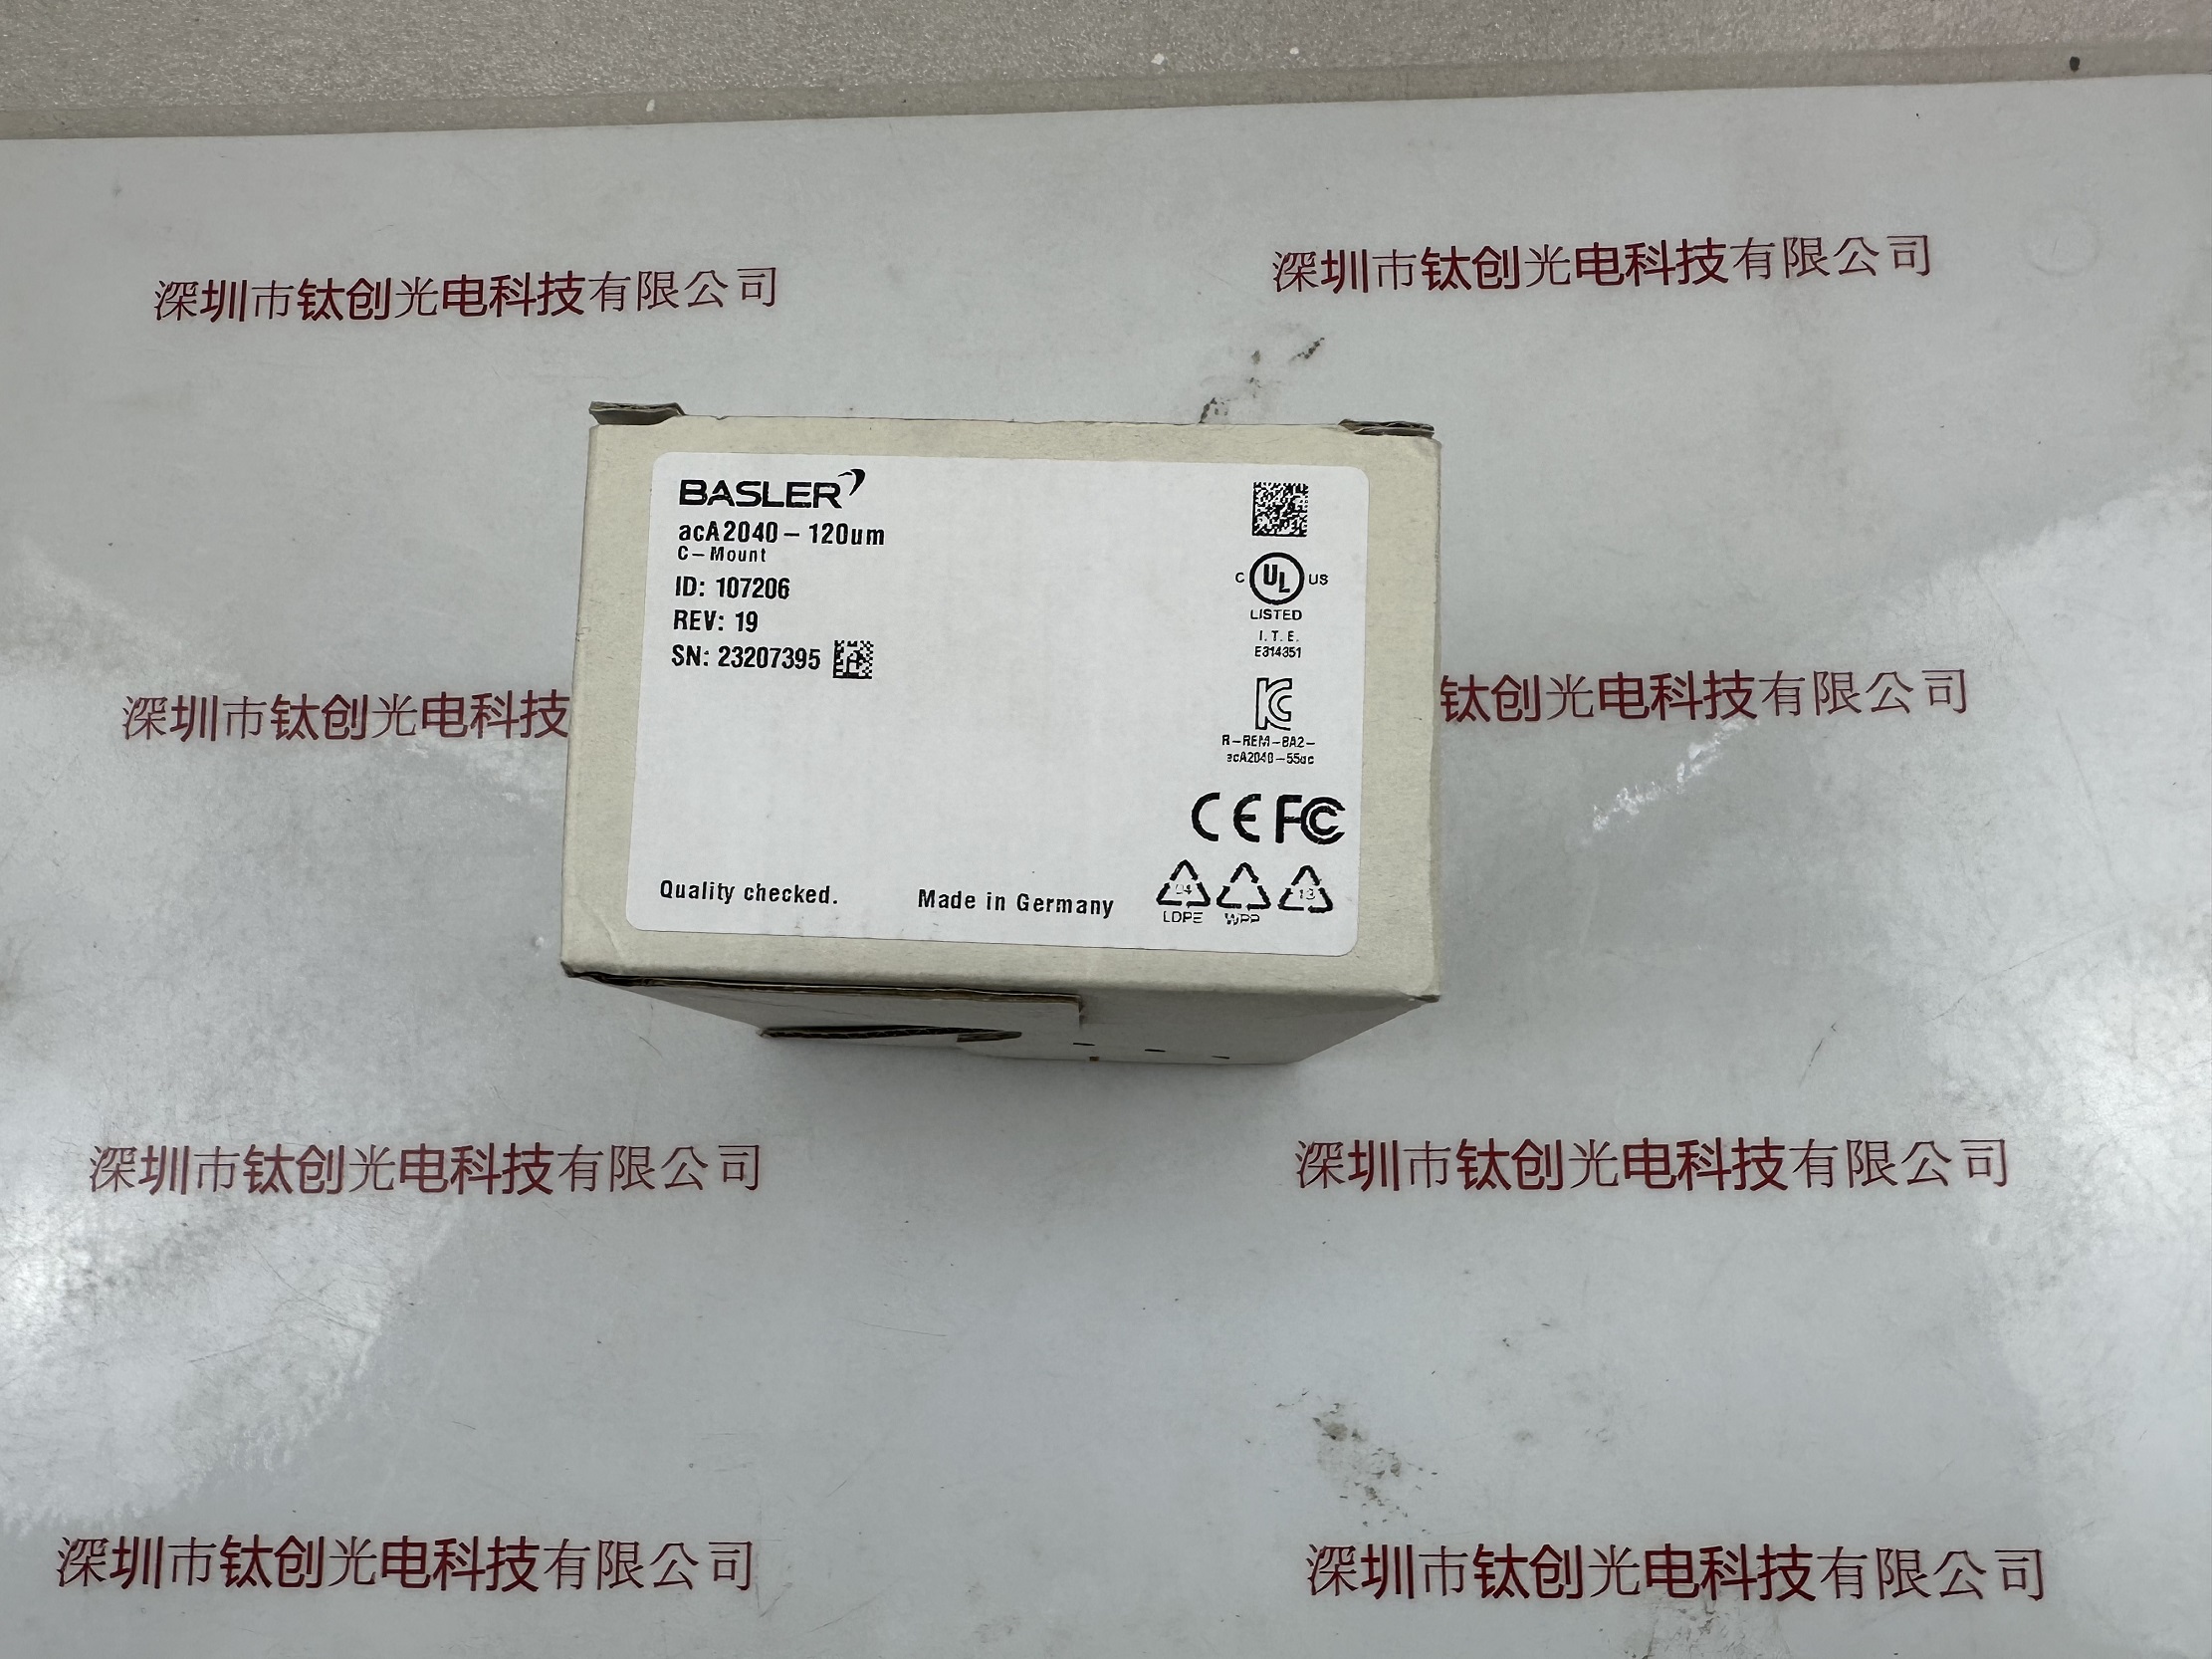 深圳市钛创光电科技有限公司
深圳市钛创光电科技有限公司
BASLER
acA2040-120um
C-Mount
ID: 107206
REV: 19
SN: 23207395
C UL US
LISTED
I.T.E.
E314351
R-REM-BA2-
acA2040-55uc
CE FC
04
13
LDPE
WPP
Quality checked.
Made in Germany
深圳市钛创光电科技
钛创光电科技有限公司
深圳市钛创光电科技有限公司
深圳市钛创光电科技有限公司
深圳市钛创光电科技有限公司
深圳市钛创光电科技有限公司